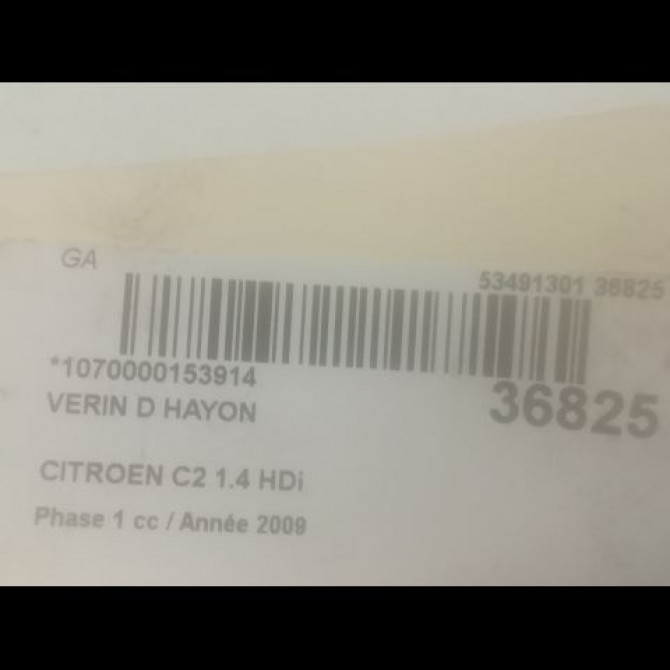 GA
53491301 36825
*1070000153914
36825
VERIN D HAYON
CITROEN C2 1.4 HDi
Phase 1 cc / Année 2009